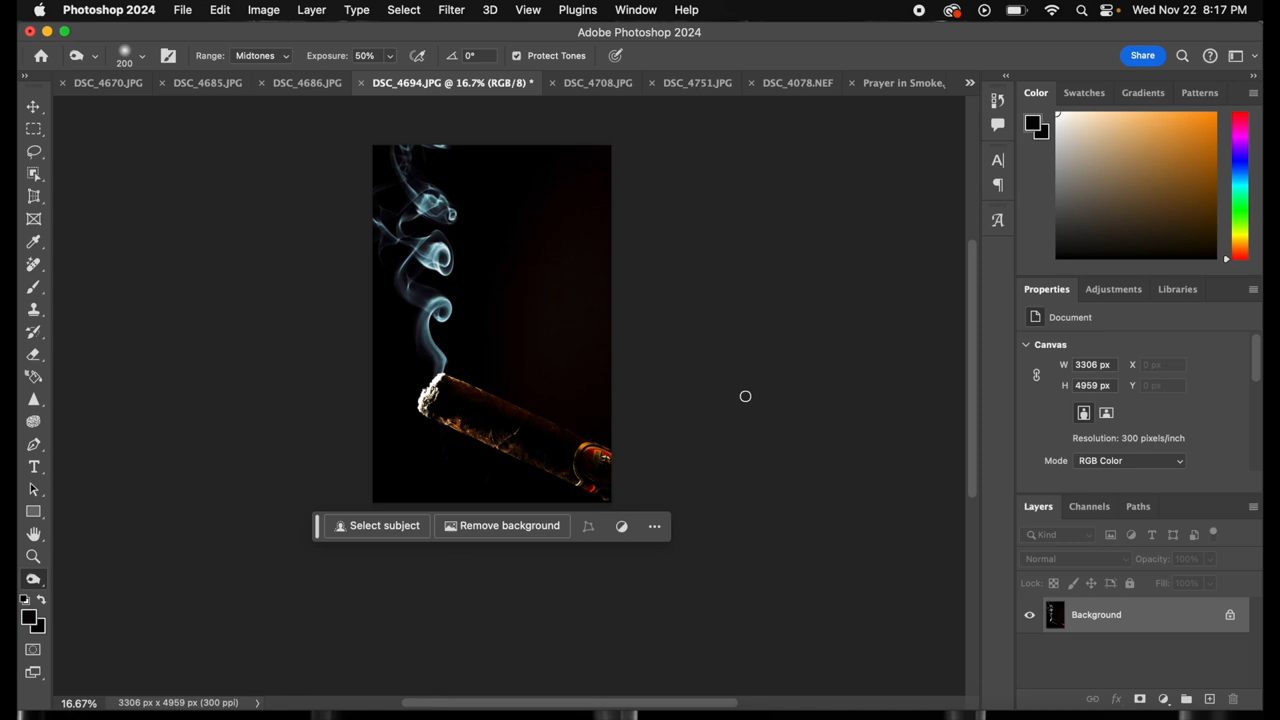 Photoshop 2024 File Edit Image Layer Type Select Filter 3D View Plugins Window Help Wed Nov 22 8:17 PM
Adobe Photoshop 2024
200 Range: Midtones Exposure: 50% 0° Protect Tones Share
DSC_4670.JPG DSC_4685.JPG DSC_4686.JPG DSC_4694.JPG @ 16.7% (RGB/8) * DSC_4708.JPG DSC_4751.JPG DSC_4078.NEF Prayer in Smoke,
Color Swatches Gradients Patterns
Properties Adjustments Libraries
Document
Canvas
W 3306 px X 0 px
H 4959 px Y 0 px
Resolution: 300 pixels/inch
Mode RGB Color
Select subject Remove background
Layers Channels Paths
Kind
Normal Opacity: 100%
Lock: Fill: 100%
Background
16.67% 3306 px x 4959 px (300 ppi)